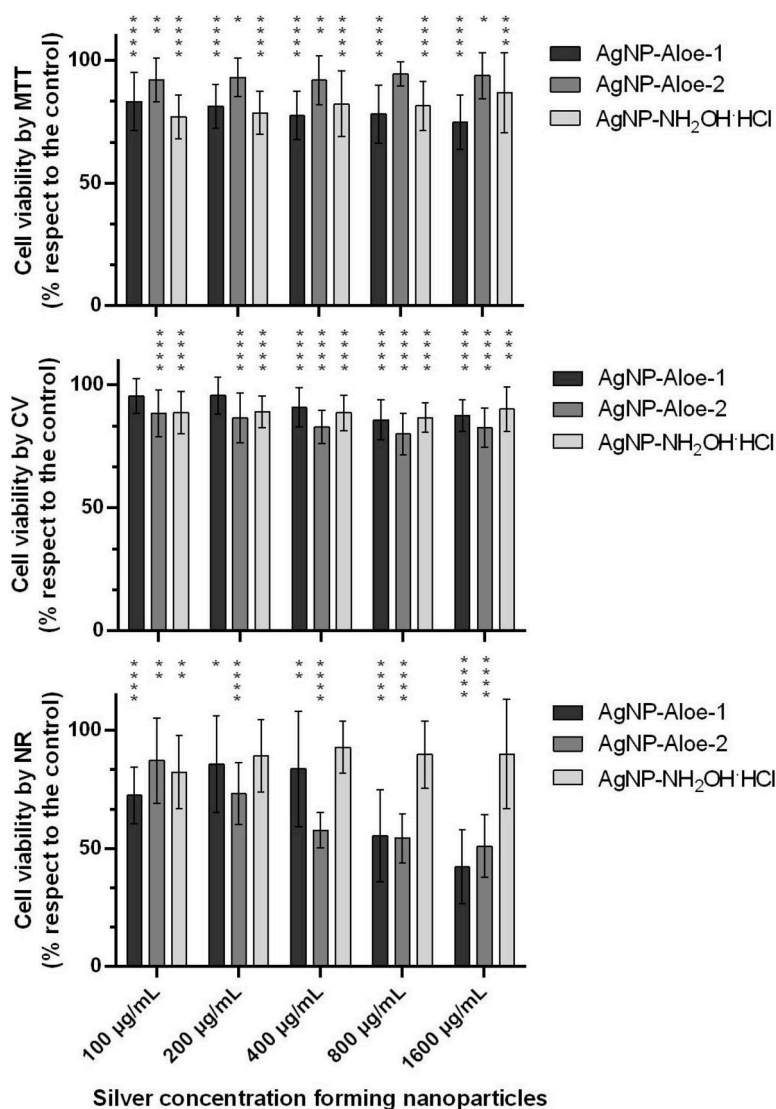 **** ** **** **** * **** **** ** **** **** **** **** * ***
100
50
0
Cell viability by MTT
(% respect to the control)
AgNP-Aloe-1
AgNP-Aloe-2
AgNP-NH₂OH·HCl
**** **** **** **** **** **** **** **** **** **** **** **** ***
100
50
0
Cell viability by CV
(% respect to the control)
AgNP-Aloe-1
AgNP-Aloe-2
AgNP-NH₂OH·HCl
**** ** ** * **** ** **** **** **** **** ****
100
50
0
Cell viability by NR
(% respect to the control)
AgNP-Aloe-1
AgNP-Aloe-2
AgNP-NH₂OH·HCl
100 µg/mL
200 µg/mL
400 µg/mL
800 µg/mL
1600 µg/mL
Silver concentration forming nanoparticles